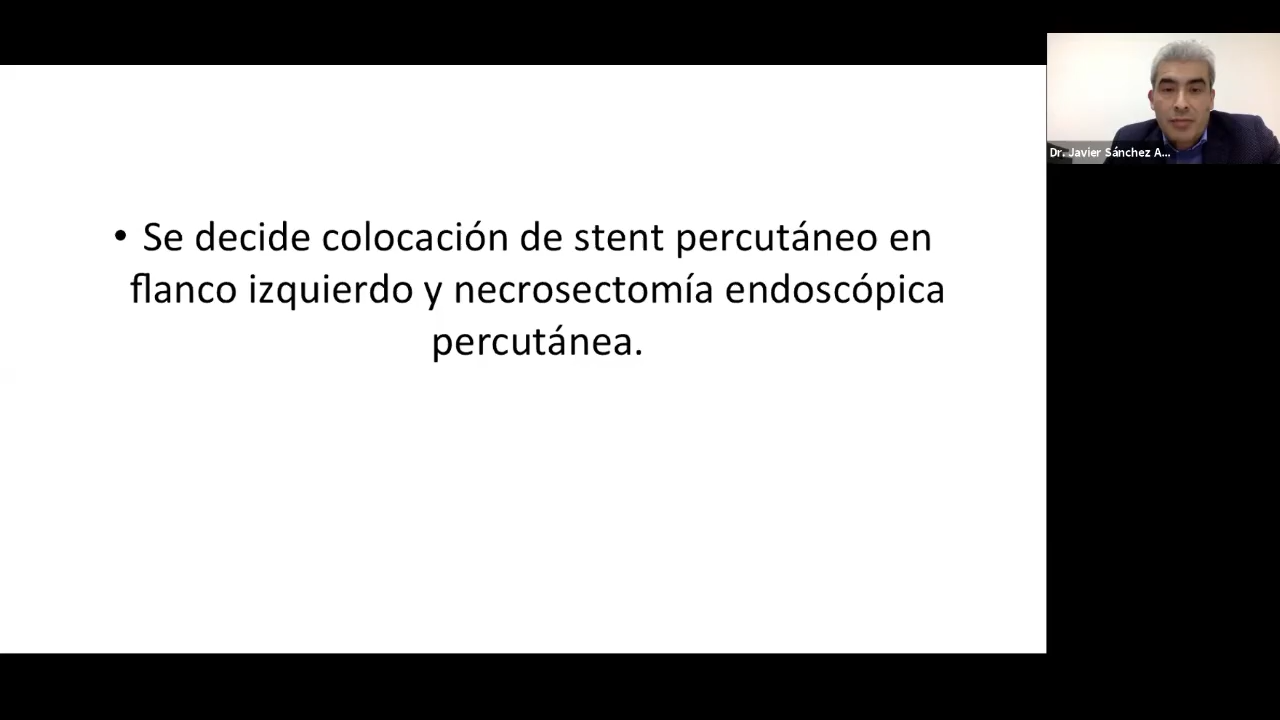 • Se decide colocación de stent percutáneo en
flanco izquierdo y necrosectomía endoscópica
percutánea.
Dr. Javier Sánchez A...